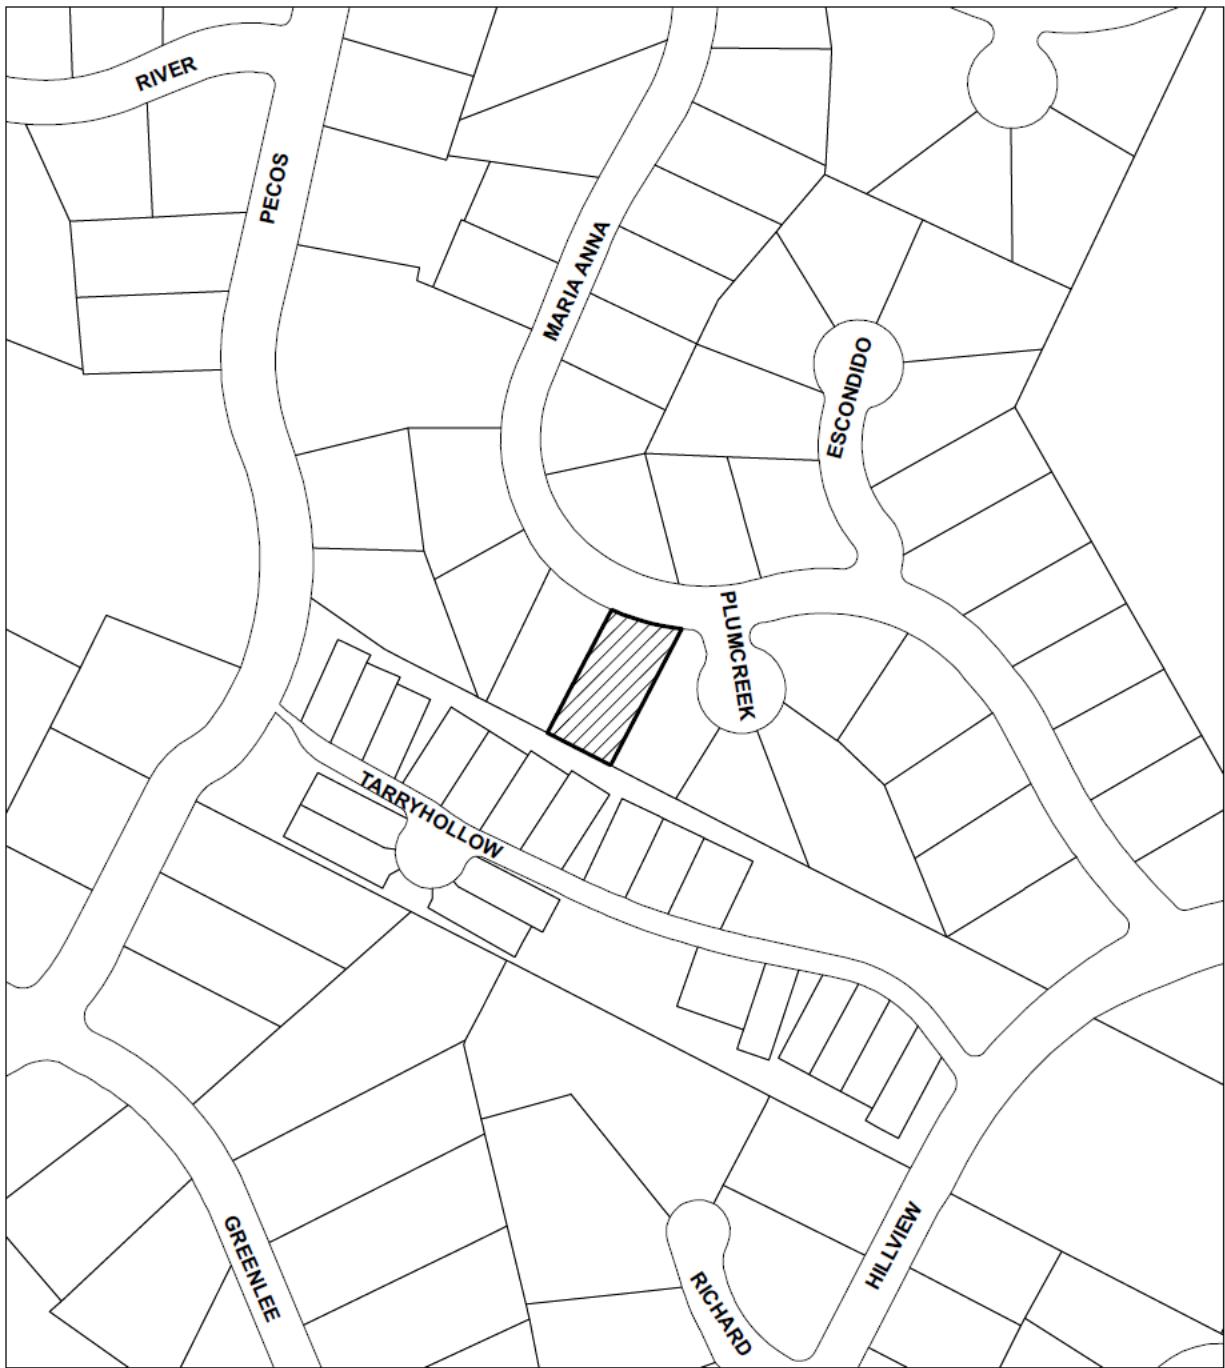 RIVER
PECOS
MARIA ANNA
ESCONDIDO
PLUMCREEK
TARRYHOLLOW
GREENLEE
HILLVIEW
RICHARD